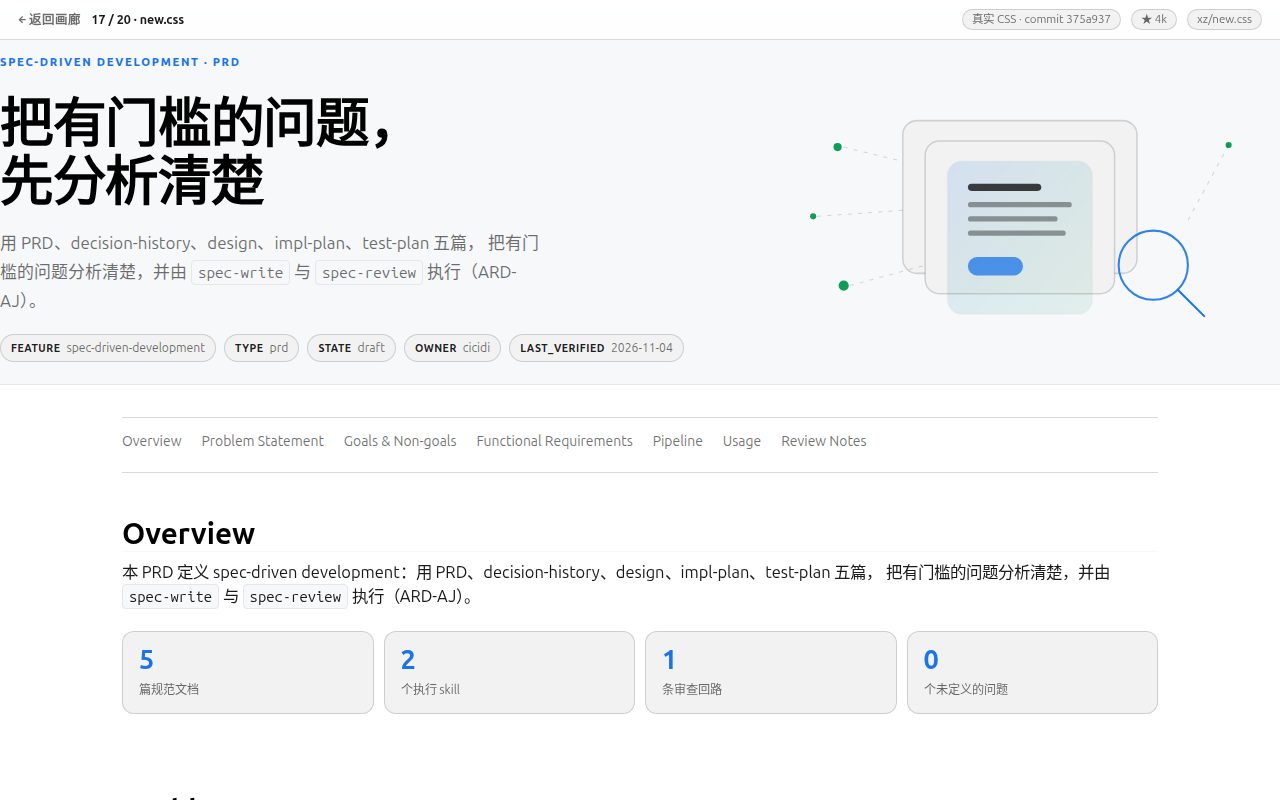 ← 返回画廊 17 / 20 · new.css
真实 CSS · commit 375a937
★ 4k
xz/new.css
SPEC-DRIVEN DEVELOPMENT · PRD
把有门槛的问题，
先分析清楚
用 PRD、decision-history、design、impl-plan、test-plan 五篇， 把有门
槛的问题分析清楚，并由 spec-write 与 spec-review 执行（ARD-
AJ）。
FEATURE spec-driven-development
TYPE prd
STATE draft
OWNER cicidi
LAST_VERIFIED 2026-11-04
Overview Problem Statement Goals & Non-goals Functional Requirements Pipeline Usage Review Notes
Overview
本 PRD 定义 spec-driven development：用 PRD、decision-history、design、impl-plan、test-plan 五篇， 把有门槛的问题分析清楚，并由
spec-write 与 spec-review 执行（ARD-AJ）。
5
篇规范文档
2
个执行 skill
1
条审查回路
0
个未定义的问题